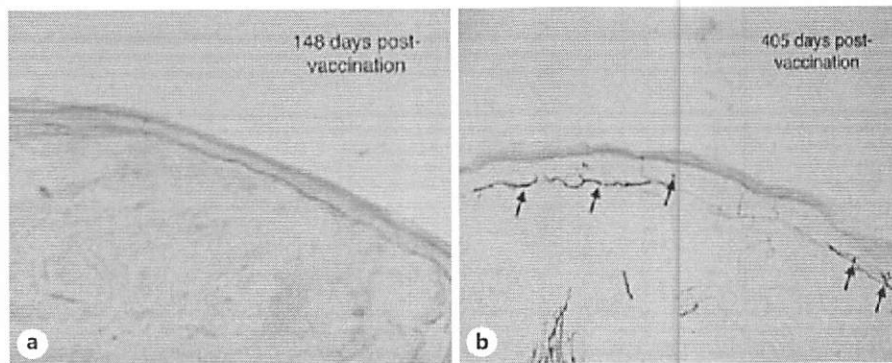 148 days post-
vaccination
405 days post-
vaccination
a
b